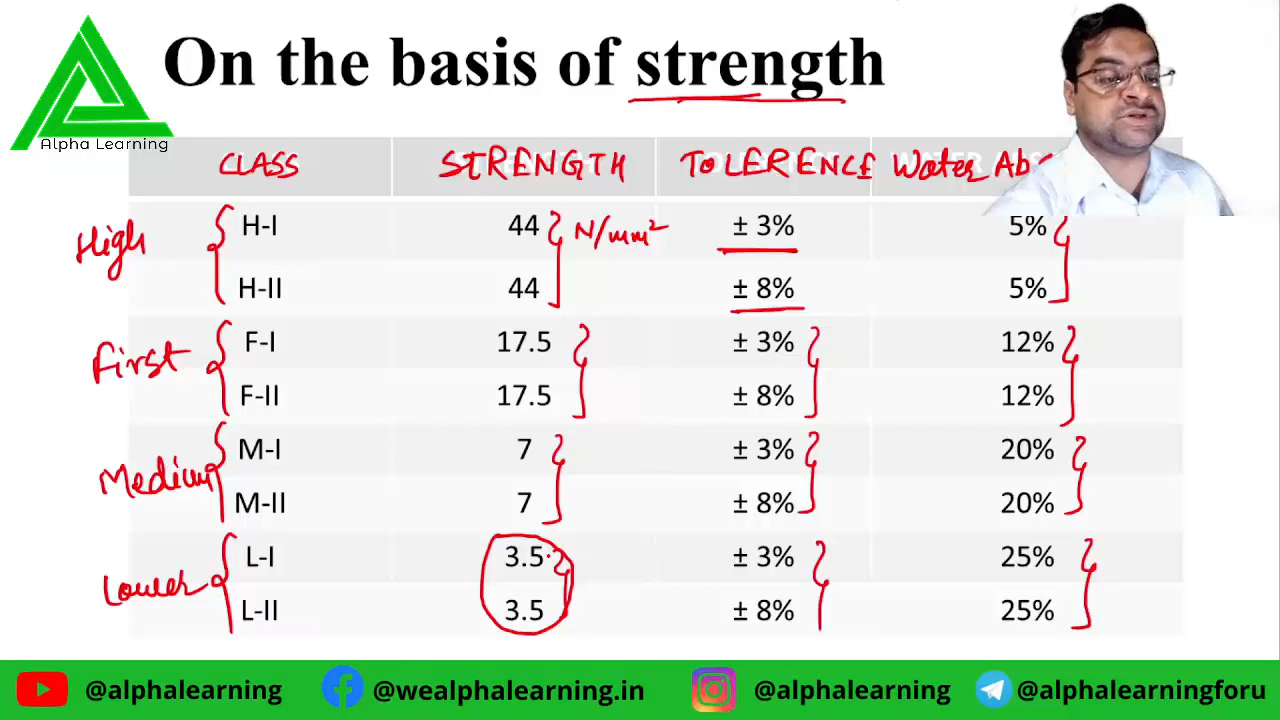 On the basis of strength
Alpha Learning
CLASS STRENGTH TOLERENCE Water Abs
High H-I 44 N/mm² ± 3% 5%
H-II 44 ± 8% 5%
First F-I 17.5 ± 3% 12%
F-II 17.5 ± 8% 12%
Medium M-I 7 ± 3% 20%
M-II 7 ± 8% 20%
Lower L-I 3.5 ± 3% 25%
L-II 3.5 ± 8% 25%
@alphalearning @wealphalearning.in @alphalearning @alphalearningforu